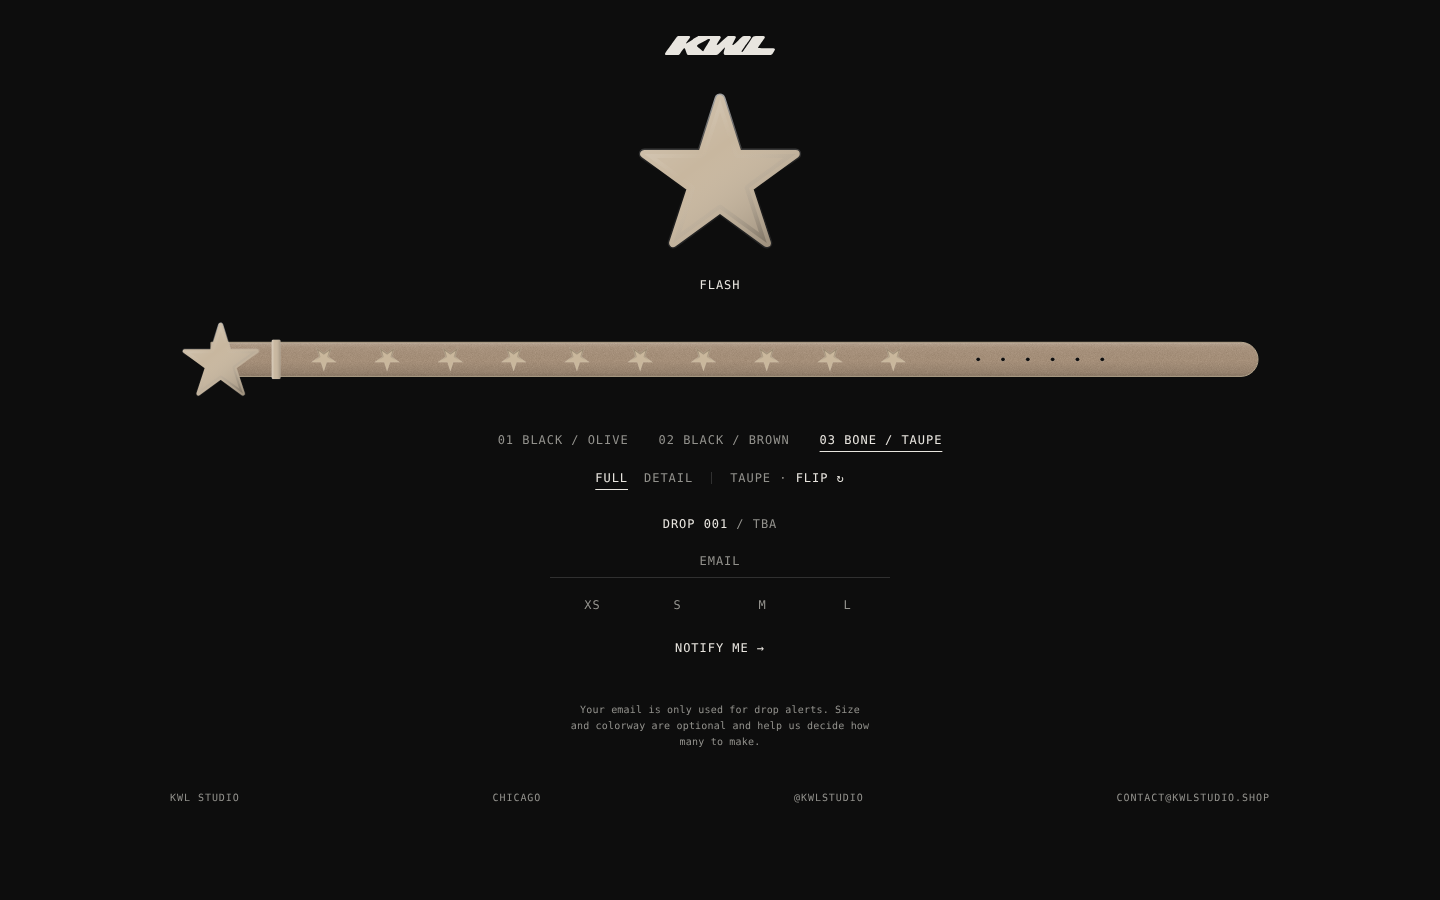 KWL
FLASH
01 BLACK / OLIVE 02 BLACK / BROWN 03 BONE / TAUPE
FULL DETAIL | TAUPE · FLIP ↻
DROP 001 / TBA
EMAIL
XS S M L
NOTIFY ME →
Your email is only used for drop alerts. Size
and colorway are optional and help us decide how
many to make.
KWL STUDIO CHICAGO @KWLSTUDIO CONTACT@KWLSTUDIO.SHOP